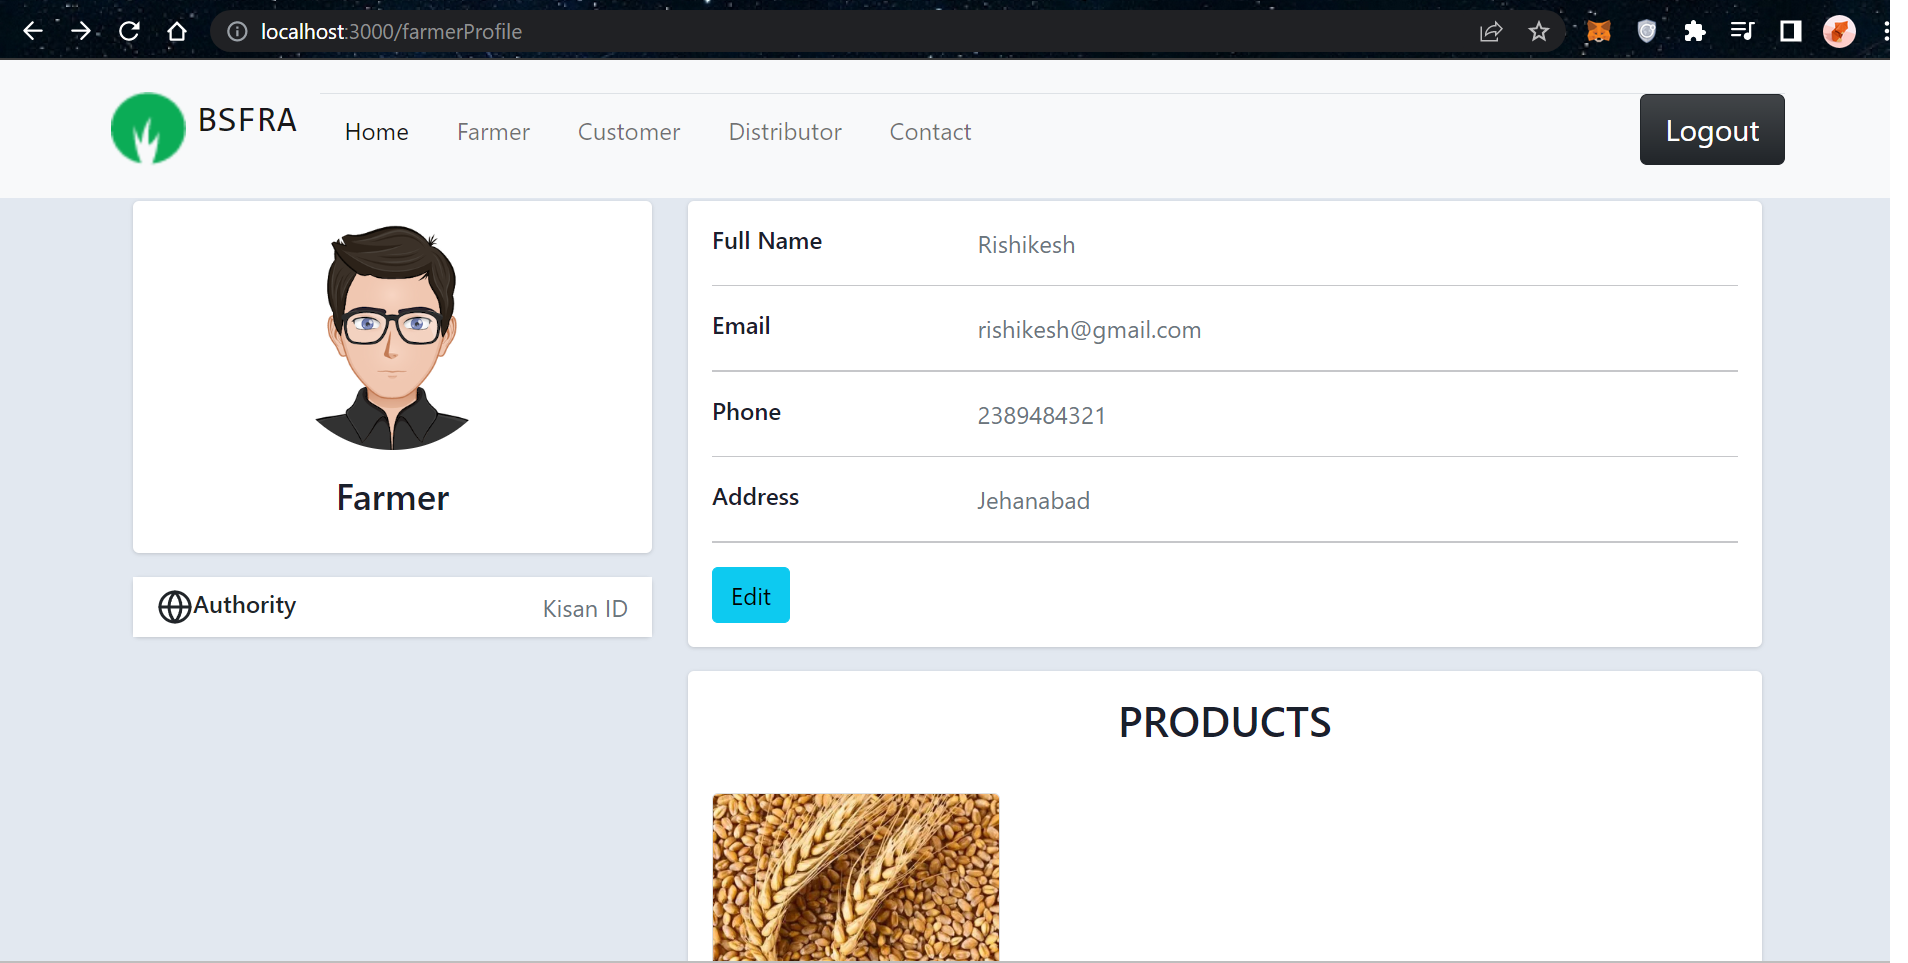 localhost:3000/farmerProfile
BSFRA
Home Farmer Customer Distributor Contact
Logout
Farmer
Authority Kisan ID
Full Name Rishikesh
Email rishikesh@gmail.com
Phone 2389484321
Address Jehanabad
Edit
PRODUCTS